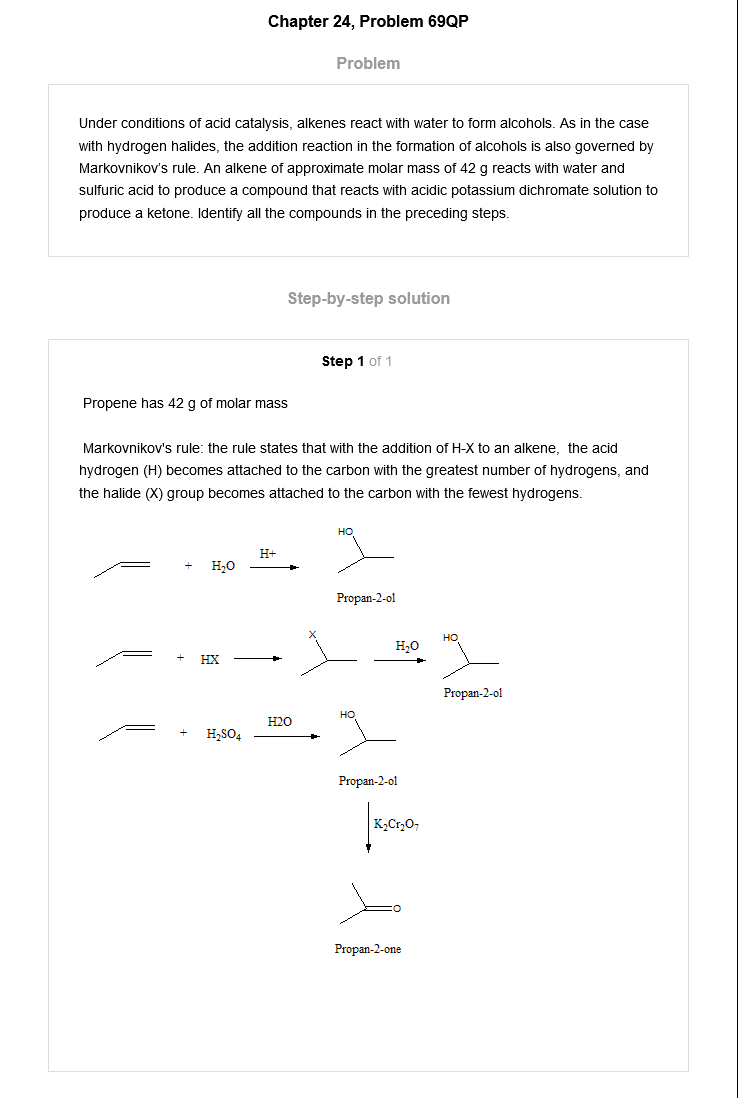 Chapter 24, Problem 69QP
Problem
Under conditions of acid catalysis, alkenes react with water to form alcohols. As in the case
with hydrogen halides, the addition reaction in the formation of alcohols is also governed by
Markovnikov's rule. An alkene of approximate molar mass of 42 g reacts with water and
sulfuric acid to produce a compound that reacts with acidic potassium dichromate solution to
produce a ketone. Identify all the compounds in the preceding steps.
Step-by-step solution
Step 1 of 1
Propene has 42 g of molar mass
Markovnikov's rule: the rule states that with the addition of H-X to an alkene, the acid
hydrogen (H) becomes attached to the carbon with the greatest number of hydrogens, and
the halide (X) group becomes attached to the carbon with the fewest hydrogens.
HO
+ H₂O H+
Propan-2-ol
X HO
+ HX H₂O
Propan-2-ol
HO
+ H₂SO₄ H2O
Propan-2-ol
K₂Cr₂O₇
O
Propan-2-one